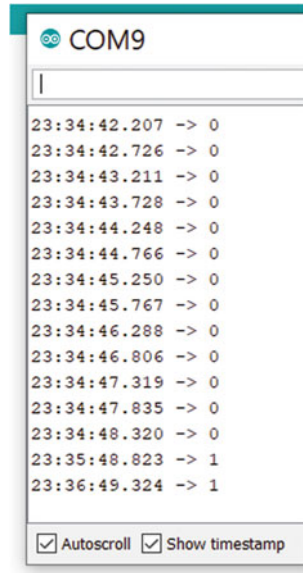 COM9
23:34:42.207 -> 0
23:34:42.726 -> 0
23:34:43.211 -> 0
23:34:43.728 -> 0
23:34:44.248 -> 0
23:34:44.766 -> 0
23:34:45.250 -> 0
23:34:45.767 -> 0
23:34:46.288 -> 0
23:34:46.806 -> 0
23:34:47.319 -> 0
23:34:47.835 -> 0
23:34:48.320 -> 0
23:35:48.823 -> 1
23:36:49.324 -> 1
Autoscroll Show timestamp